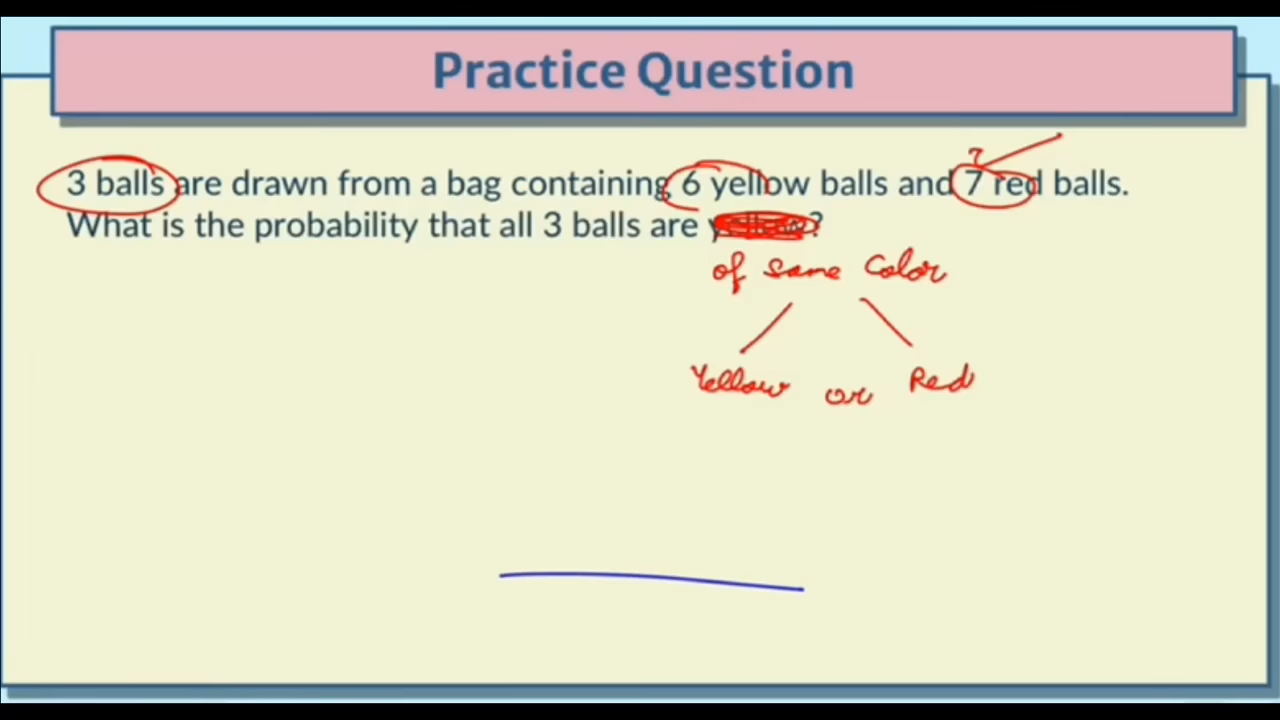 Practice Question
3 balls are drawn from a bag containing 6 yellow balls and 7 red balls.
What is the probability that all 3 balls are yellow?
of same Color
Yellow or Red